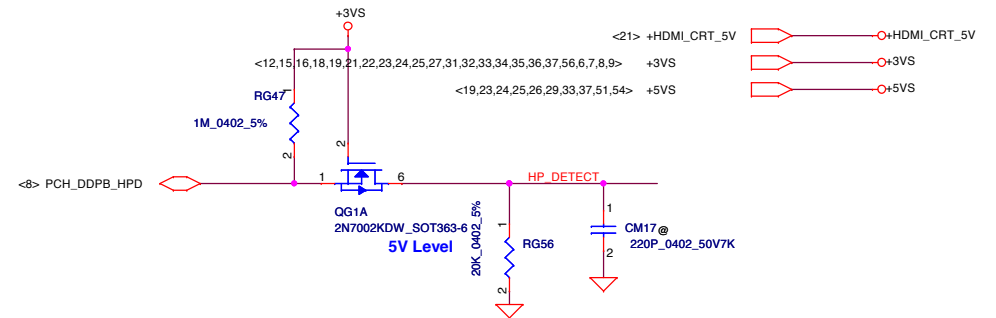 +3VS
<21> +HDMI_CRT_5V
+HDMI_CRT_5V
<12,15,16,18,19,21,22,23,24,25,27,31,32,33,34,35,36,37,56,6,7,8,9> +3VS
+3VS
<19,23,24,25,26,29,33,37,51,54> +5VS
+5VS
1
RG47
1M_0402_5%
2
2
<8> PCH_DDPB_HPD
1
6
HP_DETECT
QG1A
2N7002KDW_SOT363-6
5V Level
20K_0402_5%
1
RG56
2
1
CM17@
220P_0402_50V7K
2